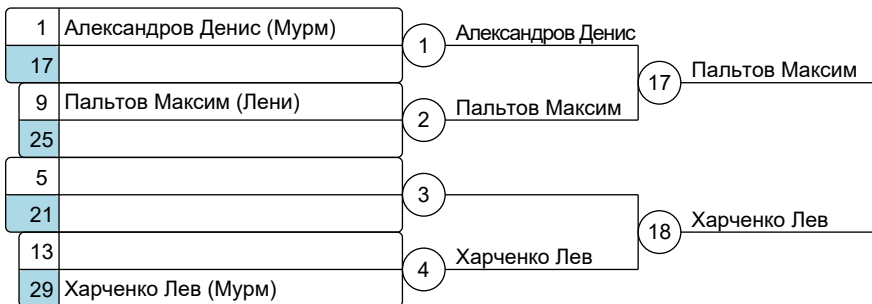 1 Александров Денис (Мурм)
17
9 Пальтов Максим (Лени)
25
5
21
13
29 Харченко Лев (Мурм)
1 Александров Денис
2 Пальтов Максим
3
4 Харченко Лев
17 Пальтов Максим
18 Харченко Лев